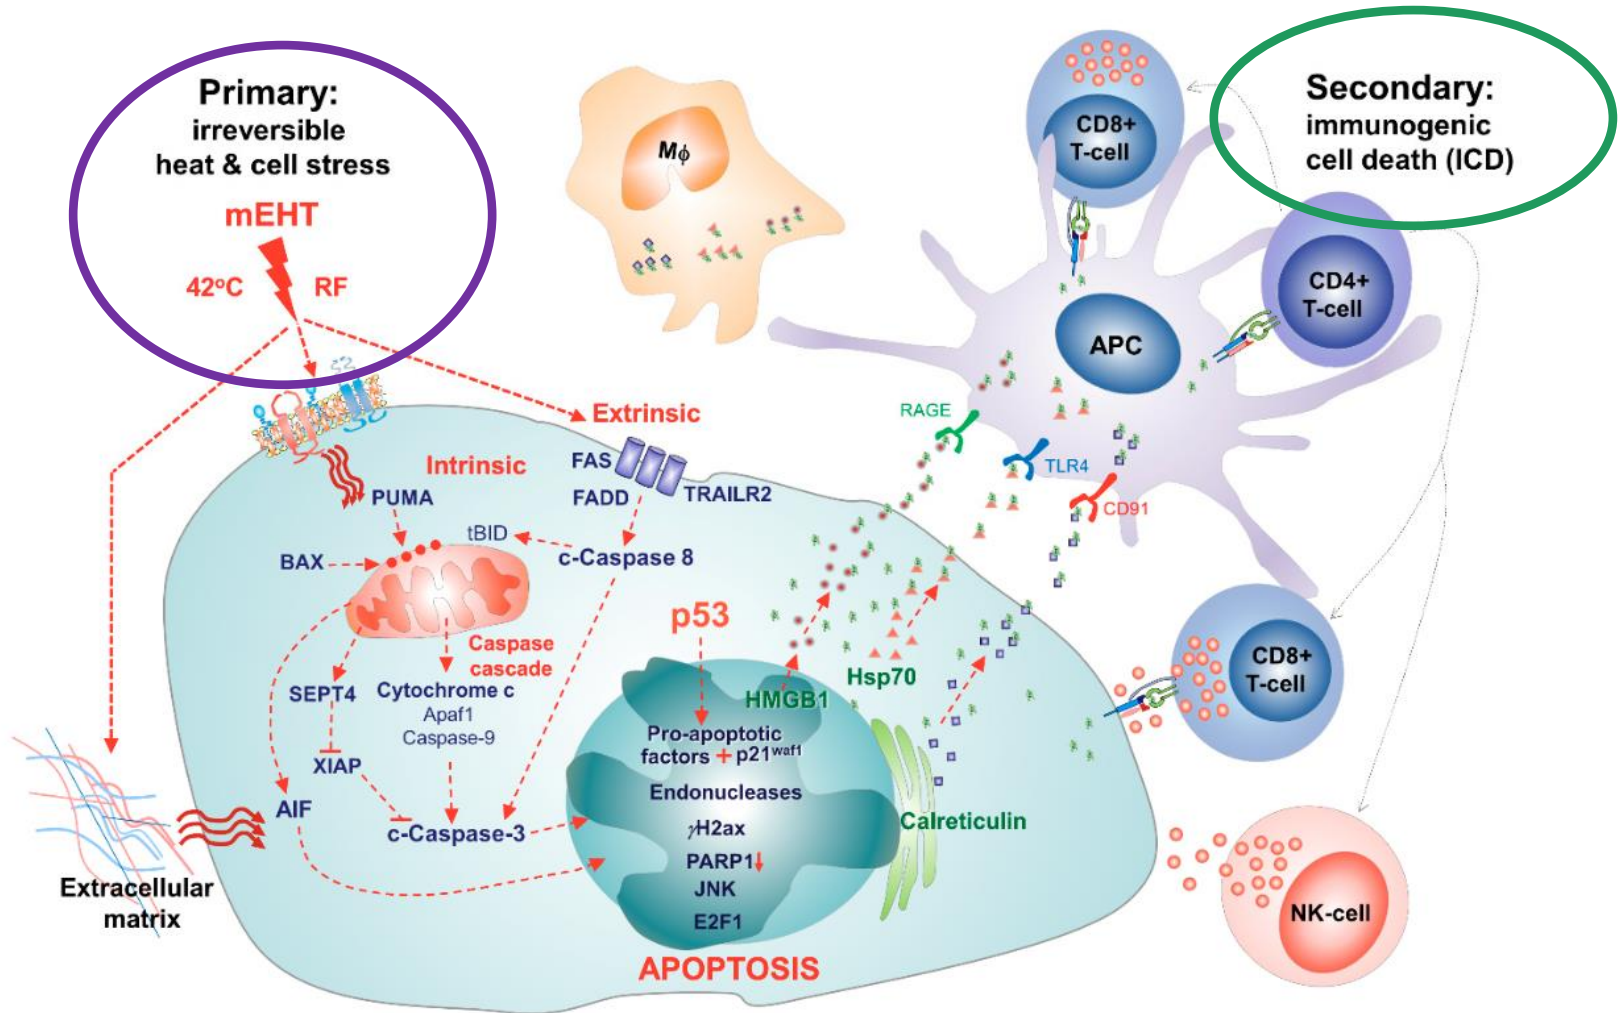 Primary:
irreversible
heat & cell stress
mEHT
42°C
RF
Secondary:
immunogenic
cell death (ICD)
Mϕ
CD8+
T-cell
CD4+
T-cell
APC
RAGE
TLR4
CD91
Extrinsic
Intrinsic
FAS
FADD
TRAILR2
PUMA
tBID
BAX
c-Caspase 8
p53
Caspase
cascade
SEPT4
Cytochrome c
Apaf1
Caspase-9
XIAP
AIF
c-Caspase-3
HMGB1
Hsp70
Pro-apoptotic
factors + p21waf1
Endonucleases
γH2ax
PARP1↓
JNK
E2F1
Calreticulin
APOPTOSIS
Extracellular
matrix
CD8+
T-cell
NK-cell